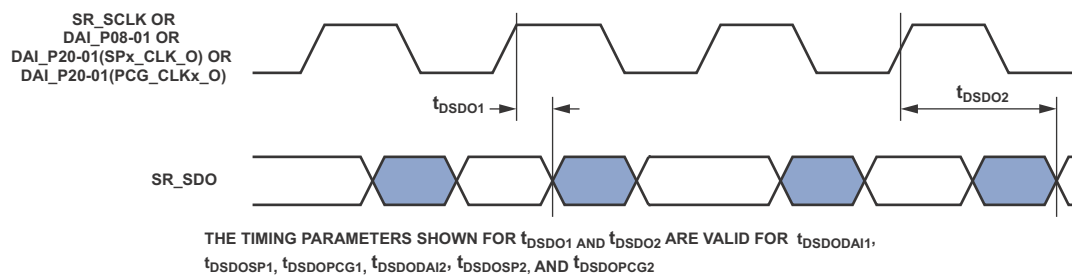 SR_SCLK OR
DAI_P08-01 OR
DAI_P20-01(SPx_CLK_O) OR
DAI_P20-01(PCG_CLKx_O)
tDSDO1
tDSDO2
SR_SDO
THE TIMING PARAMETERS SHOWN FOR tDSDO1 AND tDSDO2 ARE VALID FOR tDSDODAI1,
tDSDOSP1, tDSDOPCG1, tDSDODAI2, tDSDOSP2, AND tDSDOPCG2